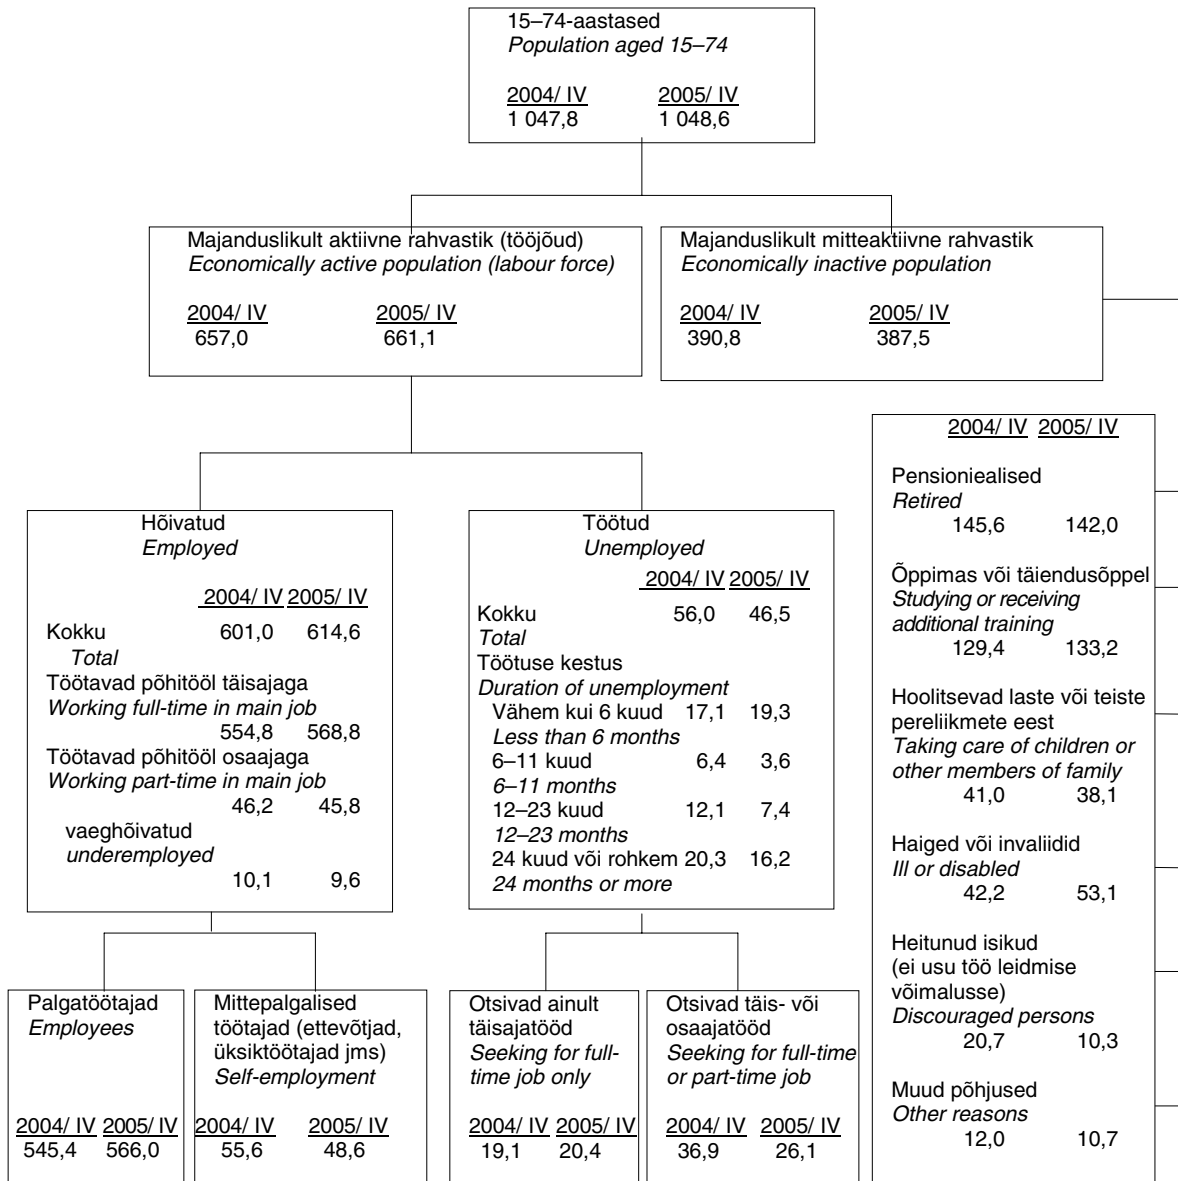 15–74-aastased
Population aged 15–74
2004/ IV 2005/ IV
1 047,8 1 048,6
Majanduslikult aktiivne rahvastik (tööjõud)
Economically active population (labour force)
2004/ IV 2005/ IV
657,0 661,1
Majanduslikult mitteaktiivne rahvastik
Economically inactive population
2004/ IV 2005/ IV
390,8 387,5
Hõivatud
Employed
2004/ IV 2005/ IV
Kokku 601,0 614,6
Total
Töötavad põhitööl täisajaga
Working full-time in main job
554,8 568,8
Töötavad põhitööl osaajaga
Working part-time in main job
46,2 45,8
vaeghõivatud
underemployed
10,1 9,6
Töötud
Unemployed
2004/ IV 2005/ IV
Kokku 56,0 46,5
Total
Töötuse kestus
Duration of unemployment
Vähem kui 6 kuud 17,1 19,3
Less than 6 months
6–11 kuud 6,4 3,6
6–11 months
12–23 kuud 12,1 7,4
12–23 months
24 kuud või rohkem 20,3 16,2
24 months or more
2004/ IV 2005/ IV
Pensioniealised
Retired
145,6 142,0
Õppimas või täiendusõppel
Studying or receiving
additional training
129,4 133,2
Hoolitsevad laste või teiste
pereliikmete eest
Taking care of children or
other members of family
41,0 38,1
Haiged või invaliidid
Ill or disabled
42,2 53,1
Heitunud isikud
(ei usu töö leidmise
võimalusse)
Discouraged persons
20,7 10,3
Muud põhjused
Other reasons
12,0 10,7
Palgatöötajad
Employees
2004/ IV 2005/ IV
545,4 566,0
Mittepalgalised
töötajad (ettevõtjad,
üksiktöötajad jms)
Self-employment
2004/ IV 2005/ IV
55,6 48,6
Otsivad ainult
täisajatööd
Seeking for full-
time job only
2004/ IV 2005/ IV
19,1 20,4
Otsivad täis- või
osaajatööd
Seeking for full-time
or part-time job
2004/ IV 2005/ IV
36,9 26,1